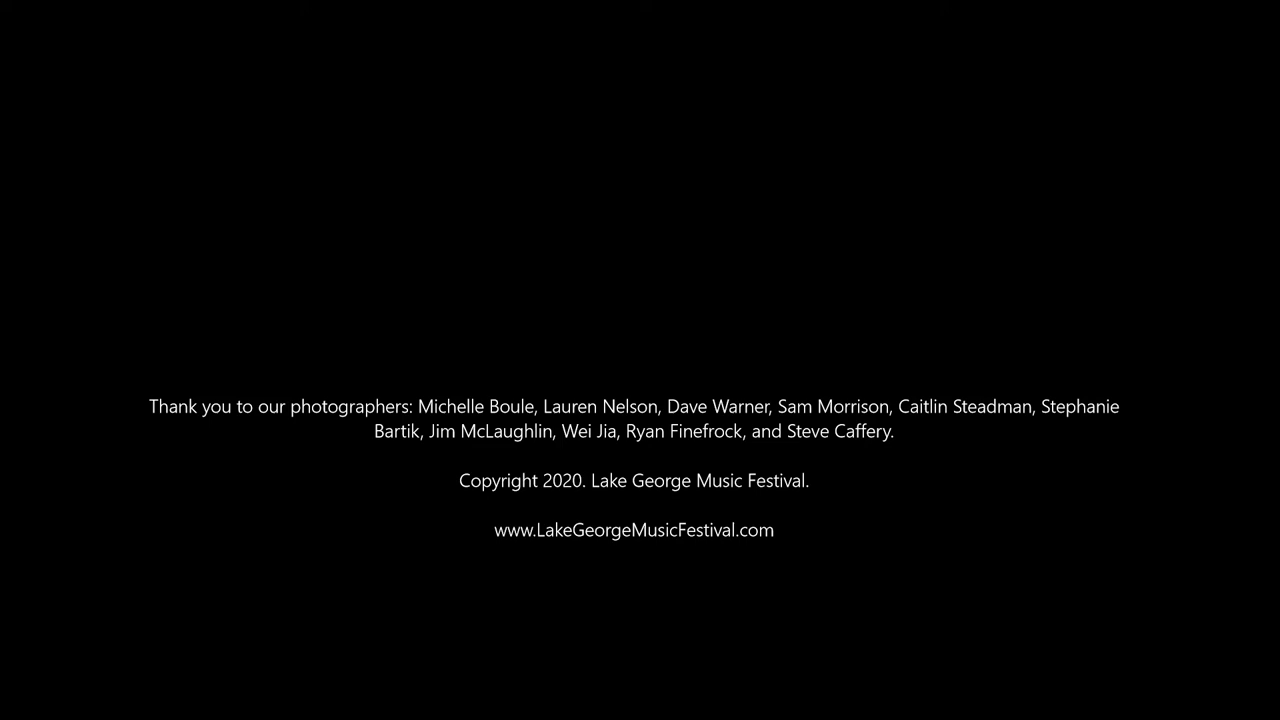 Thank you to our photographers: Michelle Boule, Lauren Nelson, Dave Warner, Sam Morrison, Caitlin Steadman, Stephanie
Bartik, Jim McLaughlin, Wei Jia, Ryan Finefrock, and Steve Caffery.
Copyright 2020. Lake George Music Festival.
www.LakeGeorgeMusicFestival.com